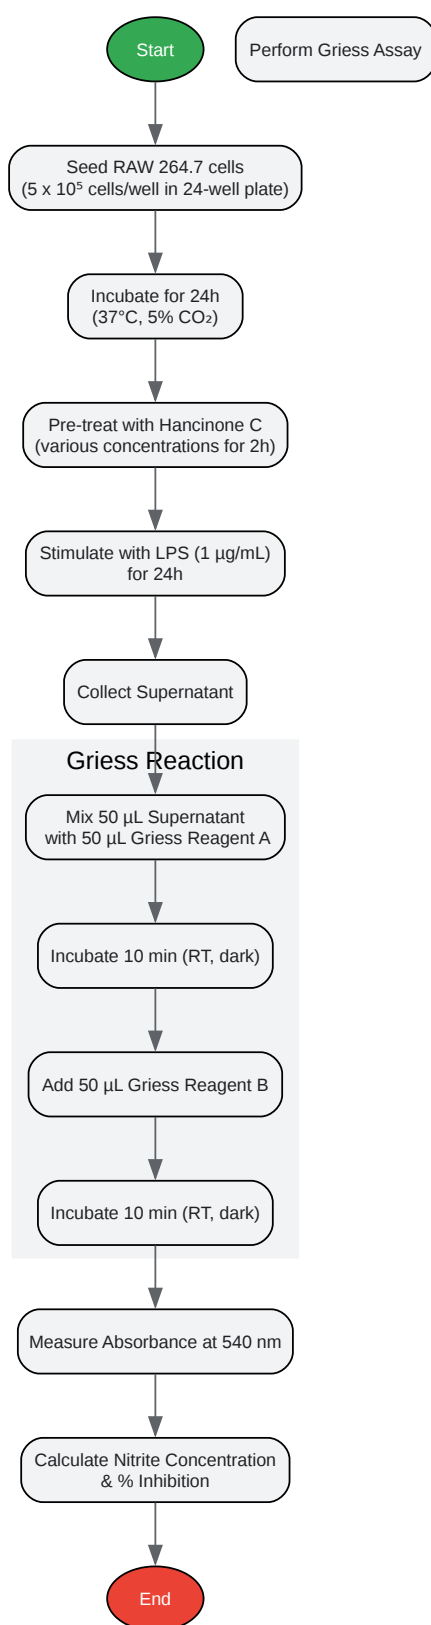 Start
Perform Griess Assay
Seed RAW 264.7 cells
(5 x 10⁵ cells/well in 24-well plate)
Incubate for 24h
(37°C, 5% CO₂)
Pre-treat with Hancinone C
(various concentrations for 2h)
Stimulate with LPS (1 µg/mL)
for 24h
Collect Supernatant
Griess Reaction
Mix 50 µL Supernatant
with 50 µL Griess Reagent A
Incubate 10 min (RT, dark)
Add 50 µL Griess Reagent B
Incubate 10 min (RT, dark)
Measure Absorbance at 540 nm
Calculate Nitrite Concentration
& % Inhibition
End